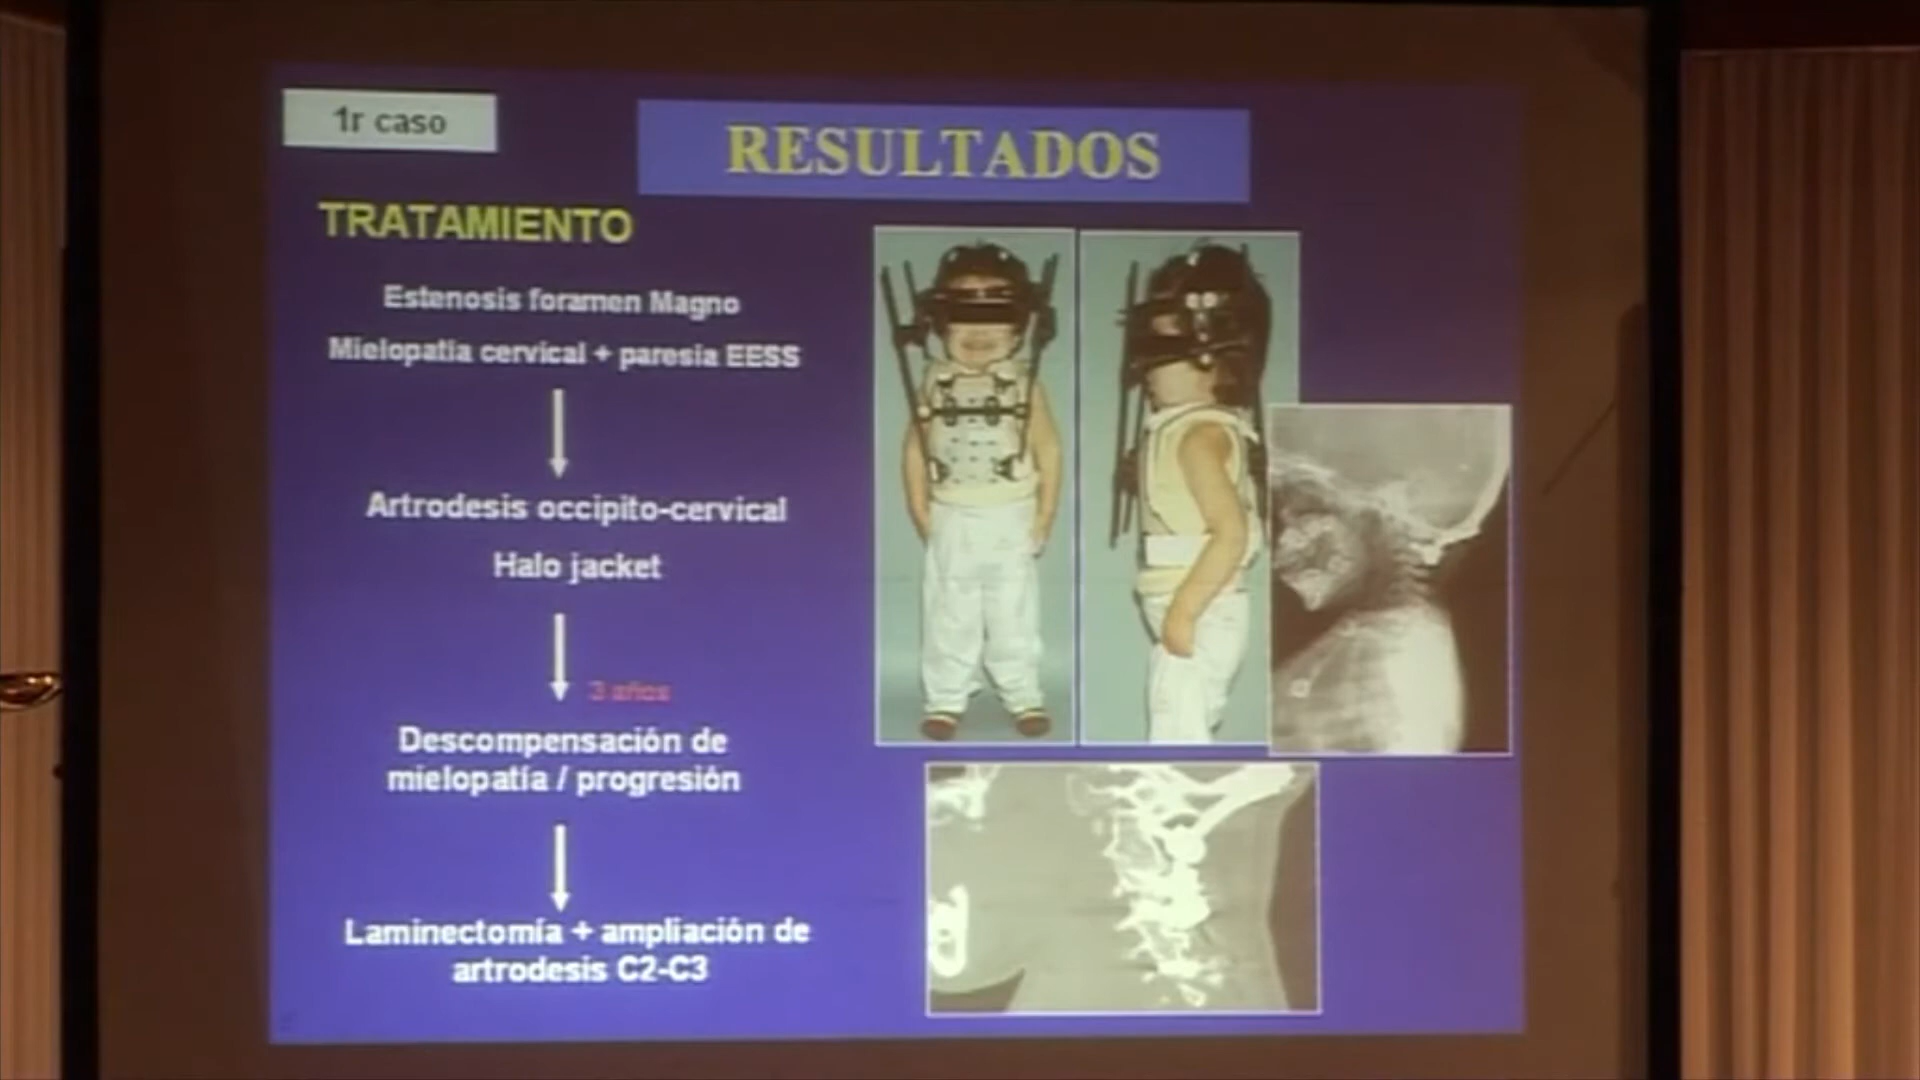 1r caso
RESULTADOS
TRATAMIENTO
Estenosis foramen Magno
Mielopatía cervical + paresia EESS
Artrodesis occipito-cervical
Halo jacket
3 años
Descompensación de
mielopatía / progresión
Laminectomía + ampliación de
artrodesis C2-C3